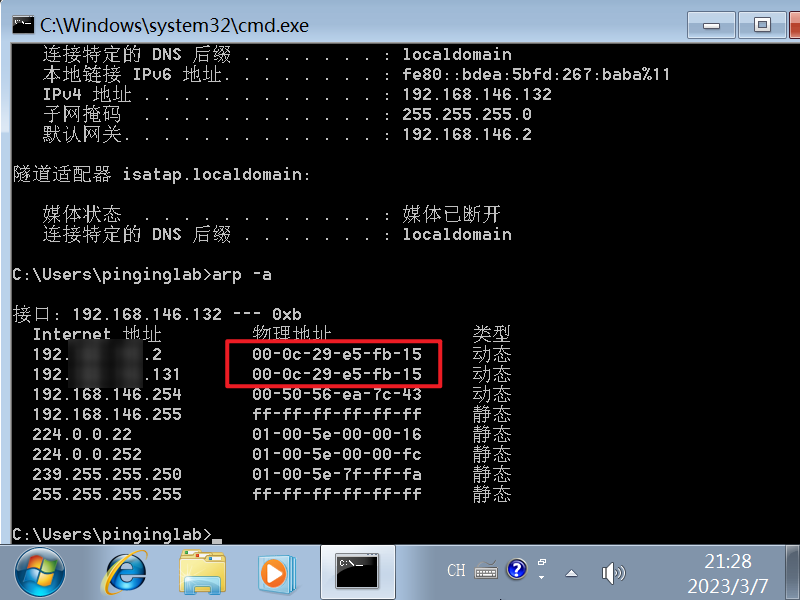 C:\Windows\system32\cmd.exe
连接特定的 DNS 后缀 . . . . . . . : localdomain
本地链接 IPv6 地址. . . . . . . . : fe80::bdea:5bfd:267:baba%11
IPv4 地址 . . . . . . . . . . . . : 192.168.146.132
子网掩码 . . . . . . . . . . . . : 255.255.255.0
默认网关. . . . . . . . . . . . . : 192.168.146.2
隧道适配器 isatap.localdomain:
媒体状态 . . . . . . . . . . . . : 媒体已断开
连接特定的 DNS 后缀 . . . . . . . : localdomain
C:\Users\pinginglab>arp -a
接口: 192.168.146.132 --- 0xb
Internet 地址 物理地址 类型
192. .2 00-0c-29-e5-fb-15 动态
192. .131 00-0c-29-e5-fb-15 动态
192.168.146.254 00-50-56-ea-7c-43 动态
192.168.146.255 ff-ff-ff-ff-ff-ff 静态
224.0.0.22 01-00-5e-00-00-16 静态
224.0.0.252 01-00-5e-00-00-fc 静态
239.255.255.250 01-00-5e-7f-ff-fa 静态
255.255.255.255 ff-ff-ff-ff-ff-ff 静态
C:\Users\pinginglab>_
CH
21:28
2023/3/7